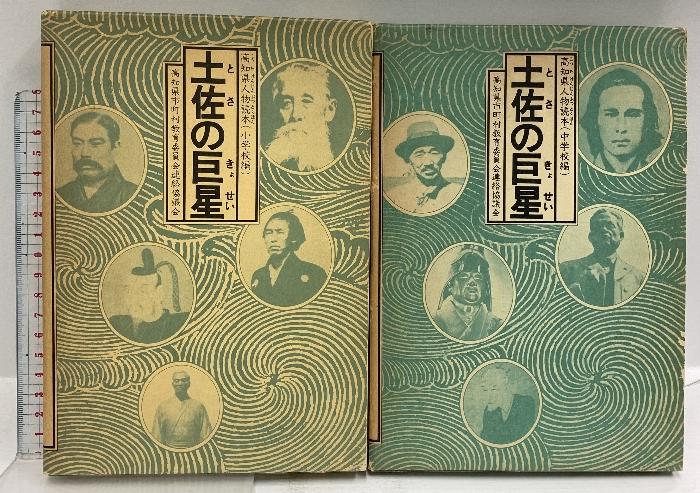 高知県人物読本(小学校編)
土佐の巨星
とさ きょせい
高知県市町村教育委員会連絡協議会
高知県人物読本(中学校編)
土佐の巨星
とさ きょせい
高知県市町村教育委員会連絡協議会